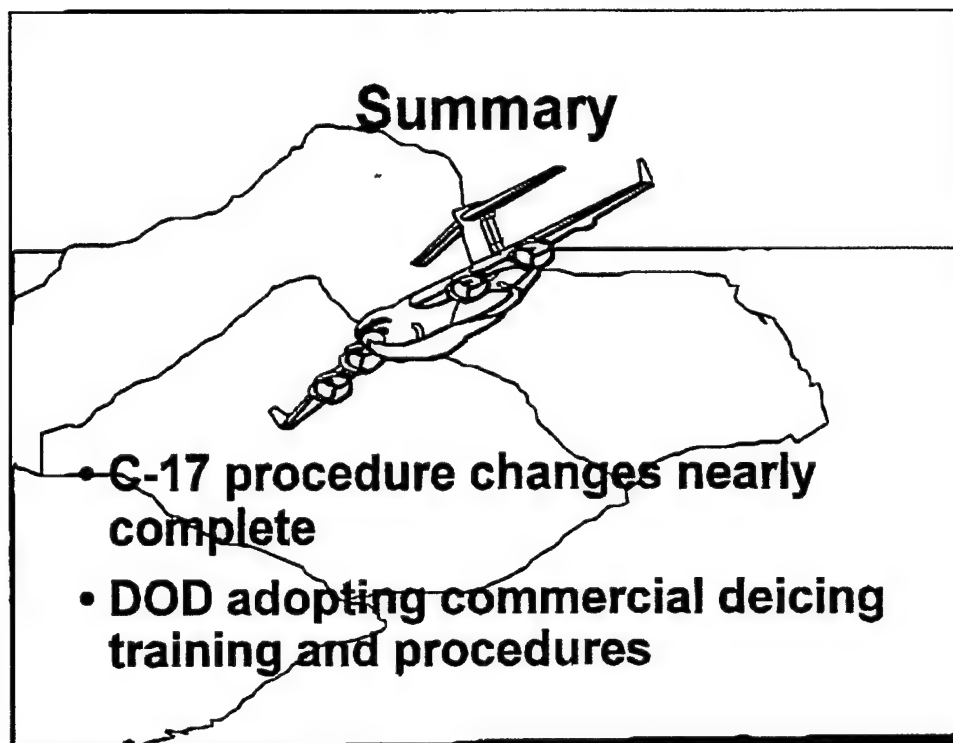 Summary
• C-17 procedure changes nearly
complete
• DOD adopting commercial deicing
training and procedures